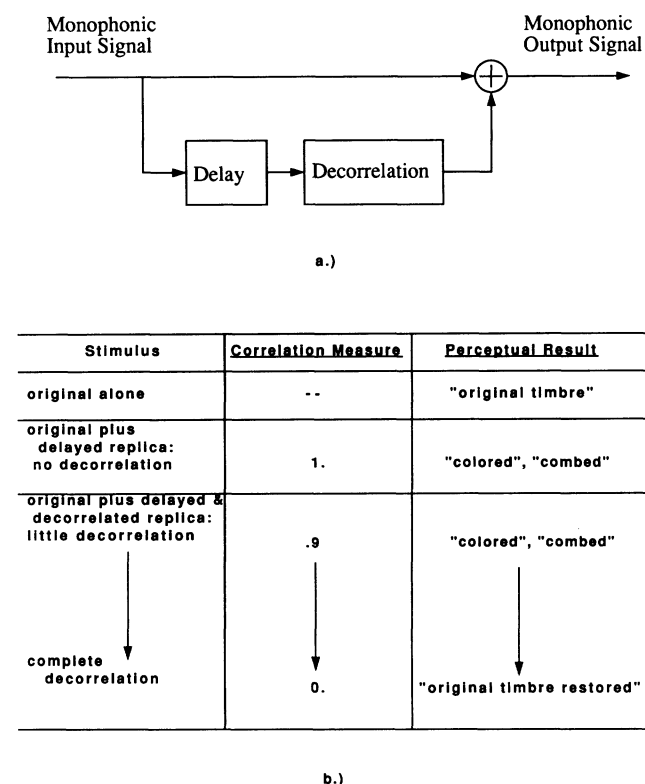 Monophonic
Input Signal
Monophonic
Output Signal
Delay
Decorrelation
a.)
Stimulus
Correlation Measure
Perceptual Result
original alone
--
"original timbre"
original plus
delayed replica:
no decorrelation
1.
"colored", "combed"
original plus delayed &
decorrelated replica:
little decorrelation
.9
"colored", "combed"
complete
decorrelation
0.
"original timbre restored"
b.)